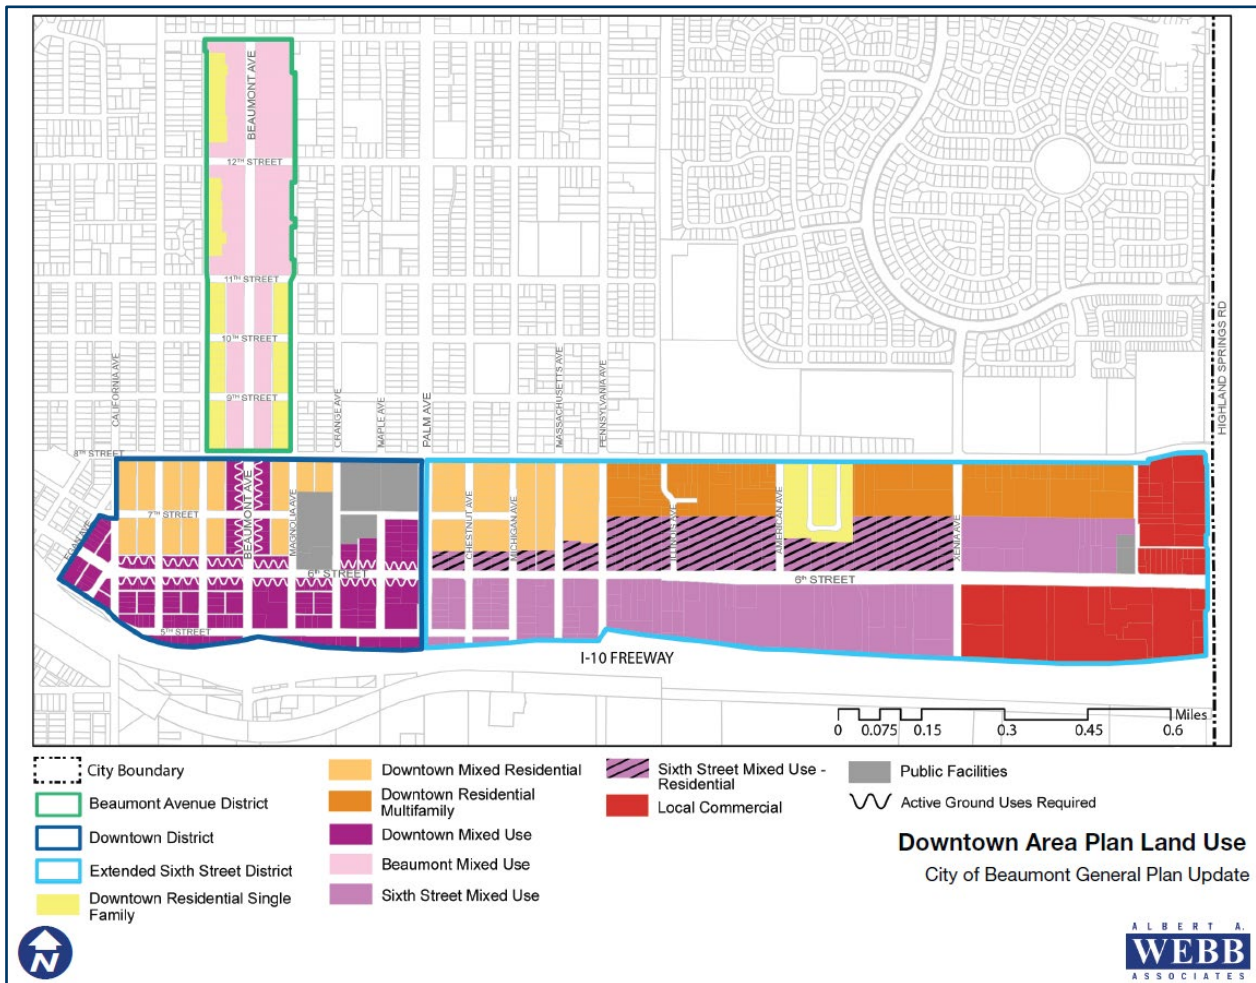 BEAUMONT AVE
12TH STREET
11TH STREET
10TH STREET
9TH STREET
CALIFORNIA AVE
ORANGE AVE
MAPLE AVE
PALM AVE
MASSACHUSETTS AVE
PENNSYLVANIA AVE
HIGHLAND SPRINGS RD
8TH STREET
7TH STREET
EGAN AVE
BEAUMONT AVE
MAGNOLIA AVE
CHESTNUT AVE
MICHIGAN AVE
AMERICAN AVE
XENIA AVE
6th STREET
6th STREET
5TH STREET
I-10 FREEWAY
Miles
0 0.075 0.15 0.3 0.45 0.6
City Boundary
Beaumont Avenue District
Downtown District
Extended Sixth Street District
Downtown Residential Single
Family
Downtown Mixed Residential
Downtown Residential
Multifamily
Downtown Mixed Use
Beaumont Mixed Use
Sixth Street Mixed Use
Sixth Street Mixed Use -
Residential
Local Commercial
Public Facilities
Active Ground Uses Required
Downtown Area Plan Land Use
City of Beaumont General Plan Update
N
ALBERT A.
WEBB
ASSOCIATES